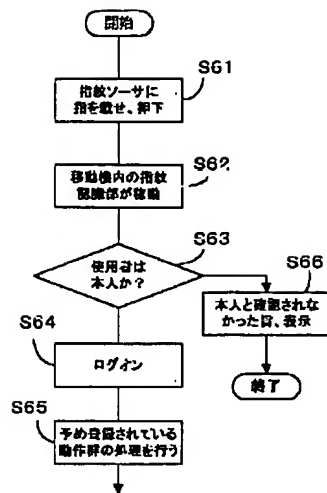 開始
S61
指紋ソーサに
指を載せ、押下
S62
移動機内の指紋
認識部が稼動
S63
使用者は
本人か？
S66
本人と確認されな
かった旨、表示
終了
S64
ログイン
S65
予め登録されている
動作群の処理を行う